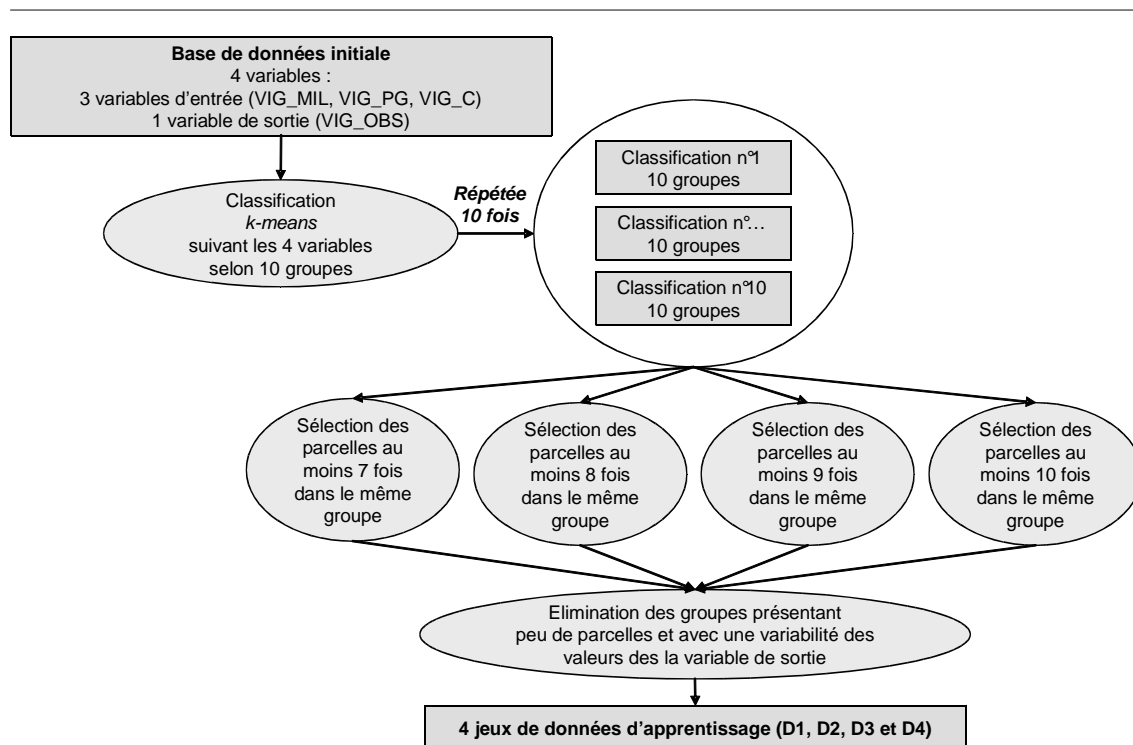 Base de données initiale
4 variables :
3 variables d'entrée (VIG_MIL, VIG_PG, VIG_C)
1 variable de sortie (VIG_OBS)
Classification
k-means
suivant les 4 variables
selon 10 groupes
Répétée
10 fois
Classification n°1
10 groupes
Classification n°...
10 groupes
Classification n°10
10 groupes
Sélection des
parcelles au
moins 7 fois
dans le même
groupe
Sélection des
parcelles au
moins 8 fois
dans le même
groupe
Sélection des
parcelles au
moins 9 fois
dans le même
groupe
Sélection des
parcelles au
moins 10 fois
dans le même
groupe
Elimination des groupes présentant
peu de parcelles et avec une variabilité des
valeurs des la variable de sortie
4 jeux de données d'apprentissage (D1, D2, D3 et D4)